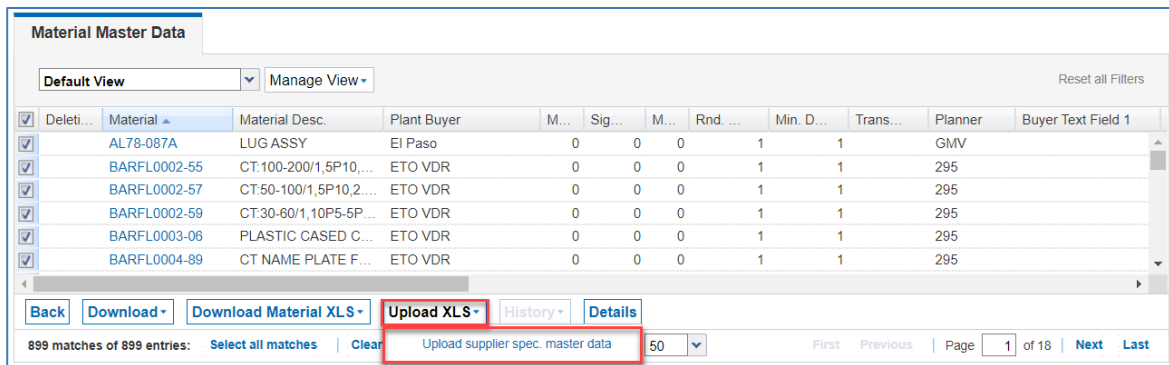 Material Master Data
Default View Manage View Reset all Filters
Deleti... Material Material Desc. Plant Buyer M... Sig... M... Rnd. ... Min. D... Trans... Planner Buyer Text Field 1
AL78-087A LUG ASSY El Paso 0 0 0 1 1 GMV
BARFL0002-55 CT:100-200/1,5P10,... ETO VDR 0 0 0 1 1 295
BARFL0002-57 CT:50-100/1,5P10,2.... ETO VDR 0 0 0 1 1 295
BARFL0002-59 CT:30-60/1,10P5-5P... ETO VDR 0 0 0 1 1 295
BARFL0003-06 PLASTIC CASED C... ETO VDR 0 0 0 1 1 295
BARFL0004-89 CT NAME PLATE F... ETO VDR 0 0 0 1 1 295
Back Download Download Material XLS Upload XLS History Details
899 matches of 899 entries: Select all matches | Clear Upload supplier spec. master data 50 First Previous | Page 1 of 18 | Next Last